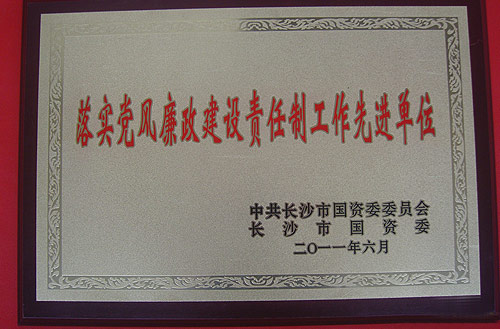 落实党风廉政建设责任制工作先进单位
中共长沙市国资委委员会
长沙市国资委
二〇一一年六月